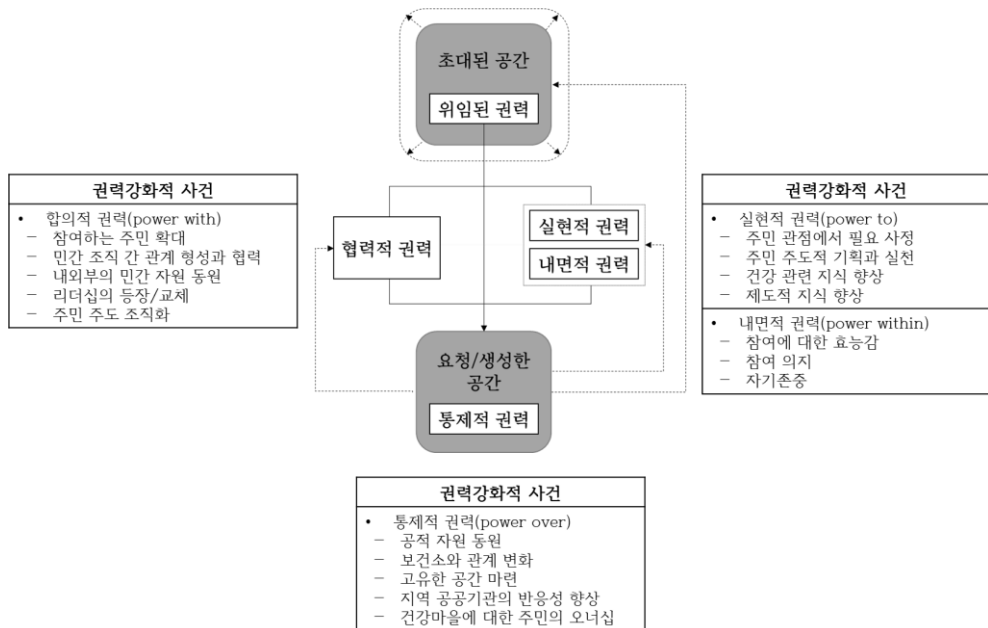 초대된 공간
위임된 권력
권력강화적 사건
• 합의적 권력(power with)
– 참여하는 주민 확대
– 민간 조직 간 관계 형성과 협력
– 내외부의 민간 자원 동원
– 리더십의 등장/교체
– 주민 주도 조직화
협력적 권력
실현적 권력
내면적 권력
권력강화적 사건
• 실현적 권력(power to)
– 주민 관점에서 필요 사정
– 주민 주도적 기획과 실천
– 건강 관련 지식 향상
– 제도적 지식 향상
• 내면적 권력(power within)
– 참여에 대한 효능감
– 참여 의지
– 자기존중
요청/생성한
공간
통제적 권력
권력강화적 사건
• 통제적 권력(power over)
– 공적 자원 동원
– 보건소와 관계 변화
– 고유한 공간 마련
– 지역 공공기관의 반응성 향상
– 건강마을에 대한 주민의 오너십